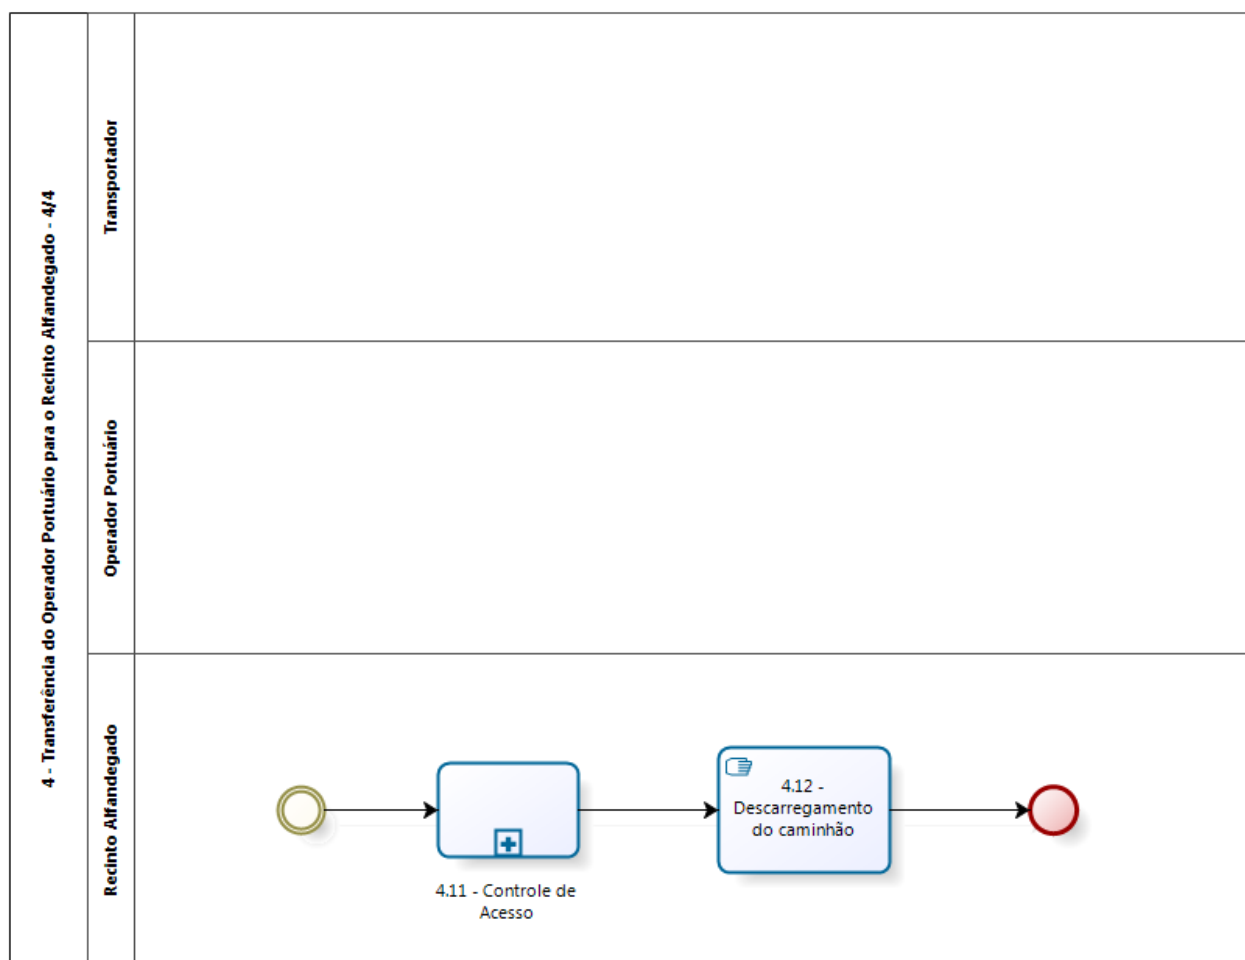 4 - Transferência do Operador Portuário para o Recinto Alfandegado - 4/4
Transportador
Operador Portuário
Recinto Alfandegado
4.11 - Controle de
Acesso
4.12 -
Descarregamento
do caminhão